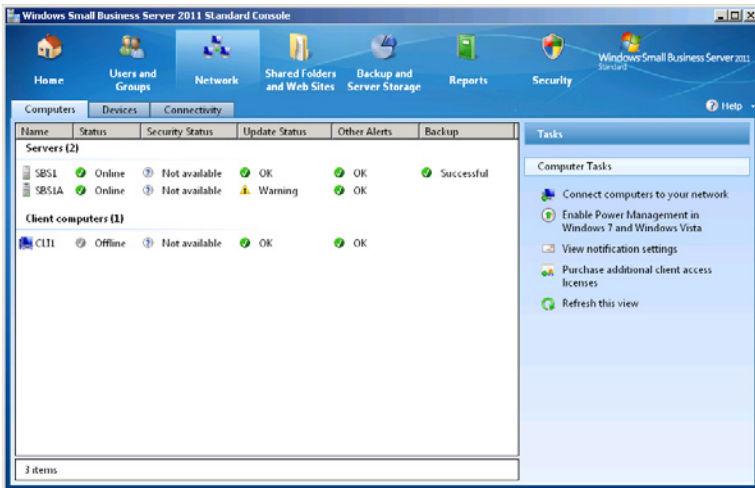 Windows Small Business Server 2011 Standard Console
Home
Users and Groups
Network
Shared Folders and Web Sites
Backup and Server Storage
Reports
Security
Windows Small Business Server 2011
Standard
Computers Devices Connectivity
Help
Name Status Security Status Update Status Other Alerts Backup
Servers (2)
SBS1 Online Not available OK OK Successful
SBS1A Online Not available Warning OK
Client computers (1)
CLI1 Offline Not available OK OK
3 items
Tasks
Computer Tasks
Connect computers to your network
Enable Power Management in
Windows 7 and Windows Vista
View notification settings
Purchase additional client access
licenses
Refresh this view